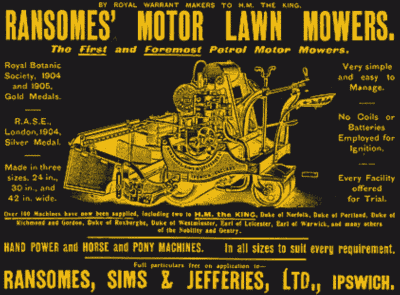 BY ROYAL WARRANT MAKERS TO H.M. THE KING.
RANSOMES' MOTOR LAWN MOWERS.
The First and Foremost Petrol Motor Mowers.
Royal Botanic
Society, 1904
and 1905,
Gold Medals.
R.A.S.E.,
London, 1904,
Silver Medal.
Made in three
sizes, 24 in.,
30 in., and
42 in. wide.
Very simple
and easy to
Manage.
No Coils or
Batteries
Employed for
Ignition.
Every Facility
offered
for Trial.
Over 100 Machines have now been supplied, including two to H.M. the KING, Duke of Norfolk, Duke of Portland, Duke of
Richmond and Gordon, Duke of Roxburghe, Duke of Westminster, Earl of Leicester, Earl of Warwick, and many others
of the Nobility and Gentry.
HAND POWER and HORSE and PONY MACHINES. In all sizes to suit every requirement.
Full particulars free on application to—
RANSOMES, SIMS & JEFFERIES, LTD., IPSWICH.